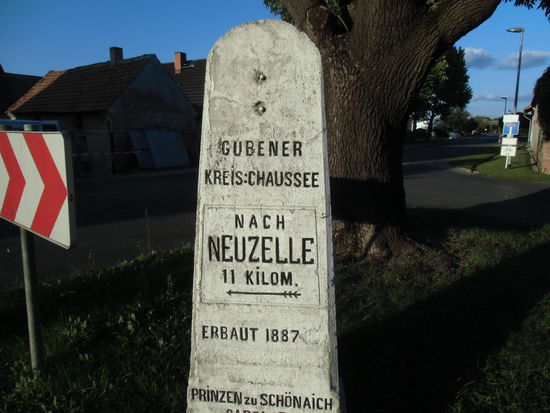 GUBENER
KREIS:CHAUSSEE
NACH
NEUZELLE
11 KILOM.
ERBAUT 1887
PRINZEN ZU SCHÖNAICH